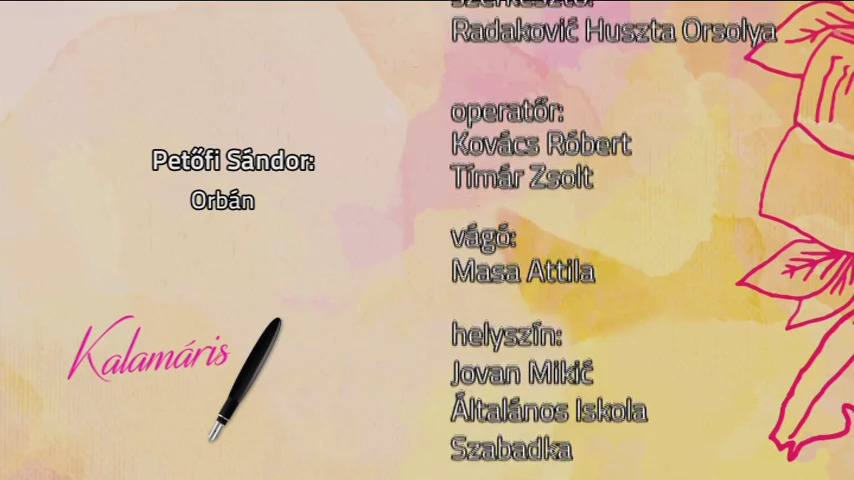 szerkesztő:
Radaković Huszta Orsolya
operatőr:
Kovács Róbert
Tímár Zsolt
vágó:
Masa Attila
helyszín:
Jovan Mikić
Általános Iskola
Szabadka
Petőfi Sándor:
Orbán
Kalamáris